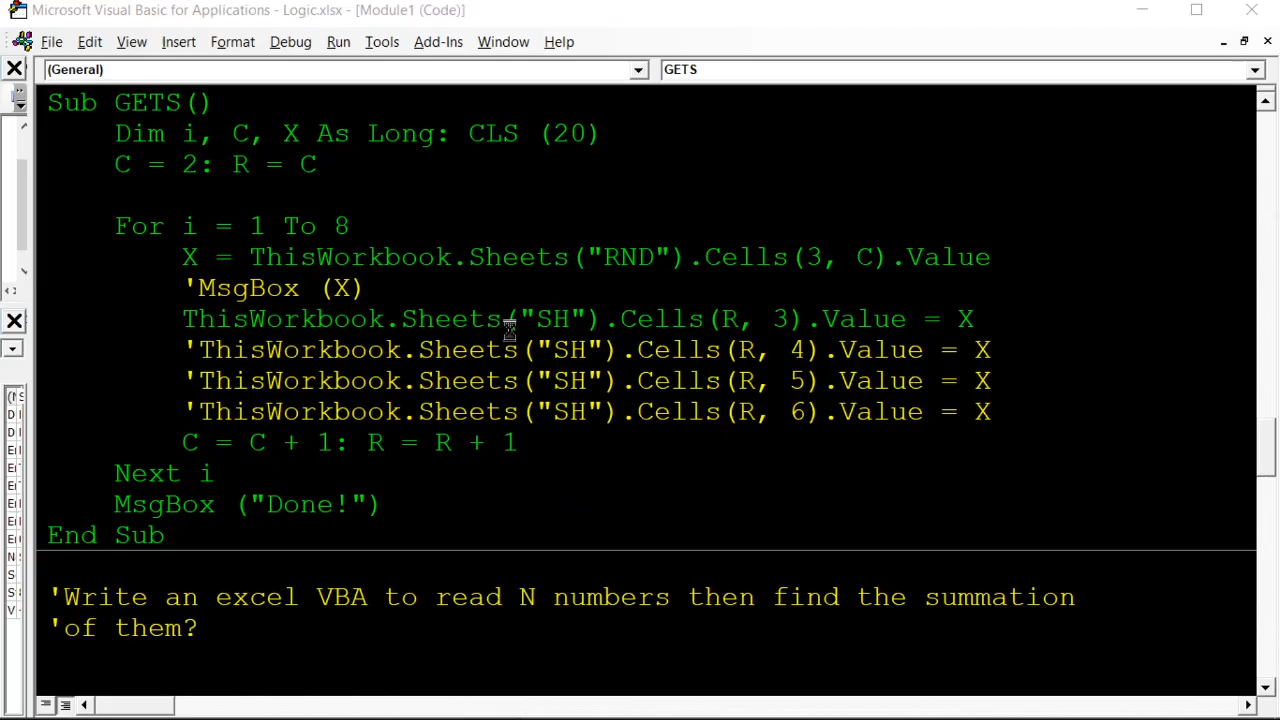 Microsoft Visual Basic for Applications - Logic.xlsx - [Module1 (Code)]
File Edit View Insert Format Debug Run Tools Add-Ins Window Help
(General) GETS
Sub GETS()
Dim i, C, X As Long: CLS (20)
C = 2: R = C
For i = 1 To 8
X = ThisWorkbook.Sheets("RND").Cells(3, C).Value
'MsgBox (X)
ThisWorkbook.Sheets("SH").Cells(R, 3).Value = X
'ThisWorkbook.Sheets("SH").Cells(R, 4).Value = X
'ThisWorkbook.Sheets("SH").Cells(R, 5).Value = X
'ThisWorkbook.Sheets("SH").Cells(R, 6).Value = X
C = C + 1: R = R + 1
Next i
MsgBox ("Done!")
End Sub
'Write an excel VBA to read N numbers then find the summation
'of them?